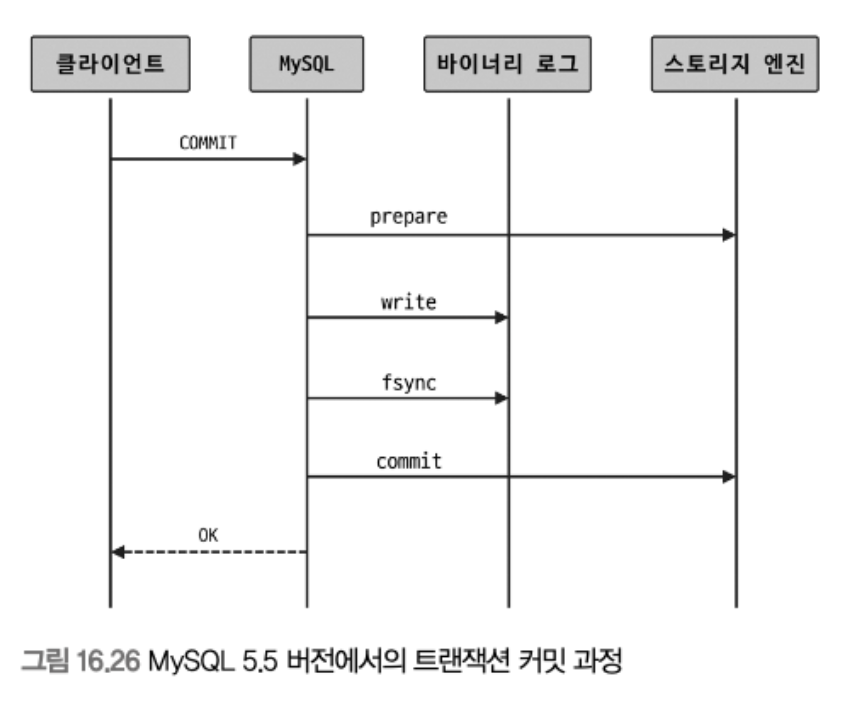 클라이언트
MySQL
바이너리 로그
스토리지 엔진
COMMIT
prepare
write
fsync
commit
OK
그림 16.26 MySQL 5.5 버전에서의 트랜잭션 커밋 과정